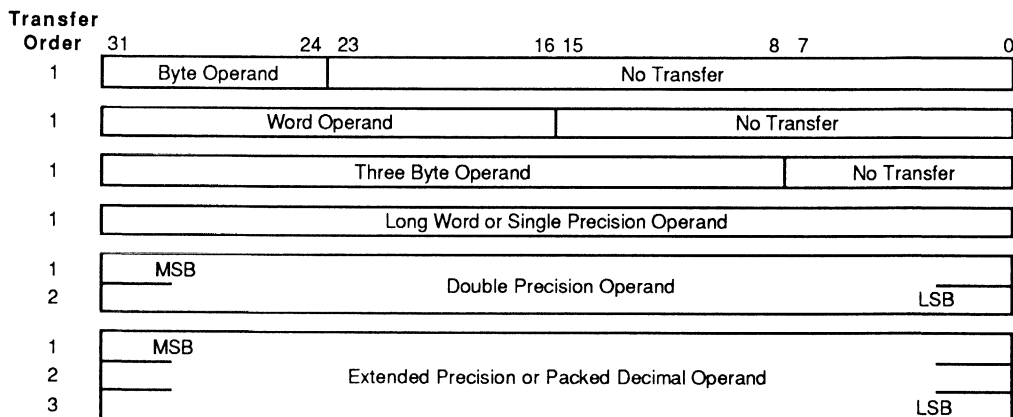 Transfer
Order 31 24 23 16 15 8 7 0
1 Byte Operand No Transfer
1 Word Operand No Transfer
1 Three Byte Operand No Transfer
1 Long Word or Single Precision Operand
1 MSB
Double Precision Operand
2 LSB
1 MSB
2 Extended Precision or Packed Decimal Operand
3 LSB